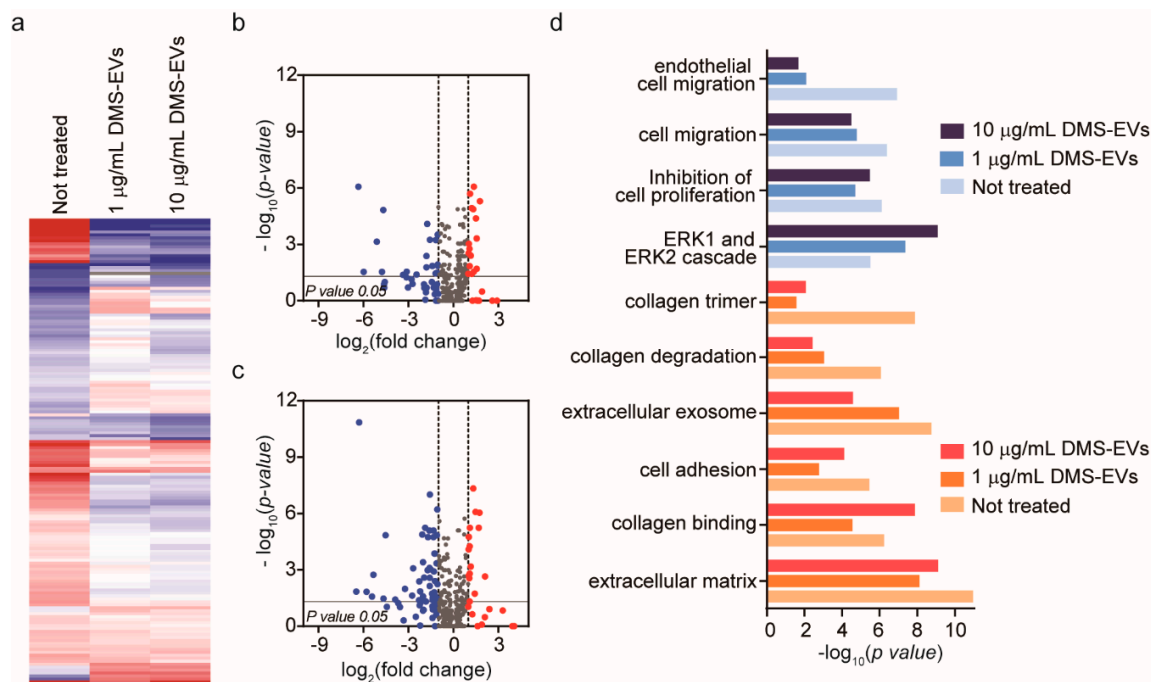 a
Not treated
1 μg/mL DMS-EVs
10 μg/mL DMS-EVs
b
12
9
6
3
0
- log10(p-value)
P value 0.05
-9 -6 -3 0 3
log2(fold change)
c
12
9
6
3
0
- log10(p-value)
P value 0.05
-9 -6 -3 0 3
log2(fold change)
d
endothelial
cell migration
cell migration
Inhibition of
cell proliferation
ERK1 and
ERK2 cascade
collagen trimer
collagen degradation
extracellular exosome
cell adhesion
collagen binding
extracellular matrix
0 2 4 6 8 10
-log10(p value)
10 μg/mL DMS-EVs
1 μg/mL DMS-EVs
Not treated
10 μg/mL DMS-EVs
1 μg/mL DMS-EVs
Not treated